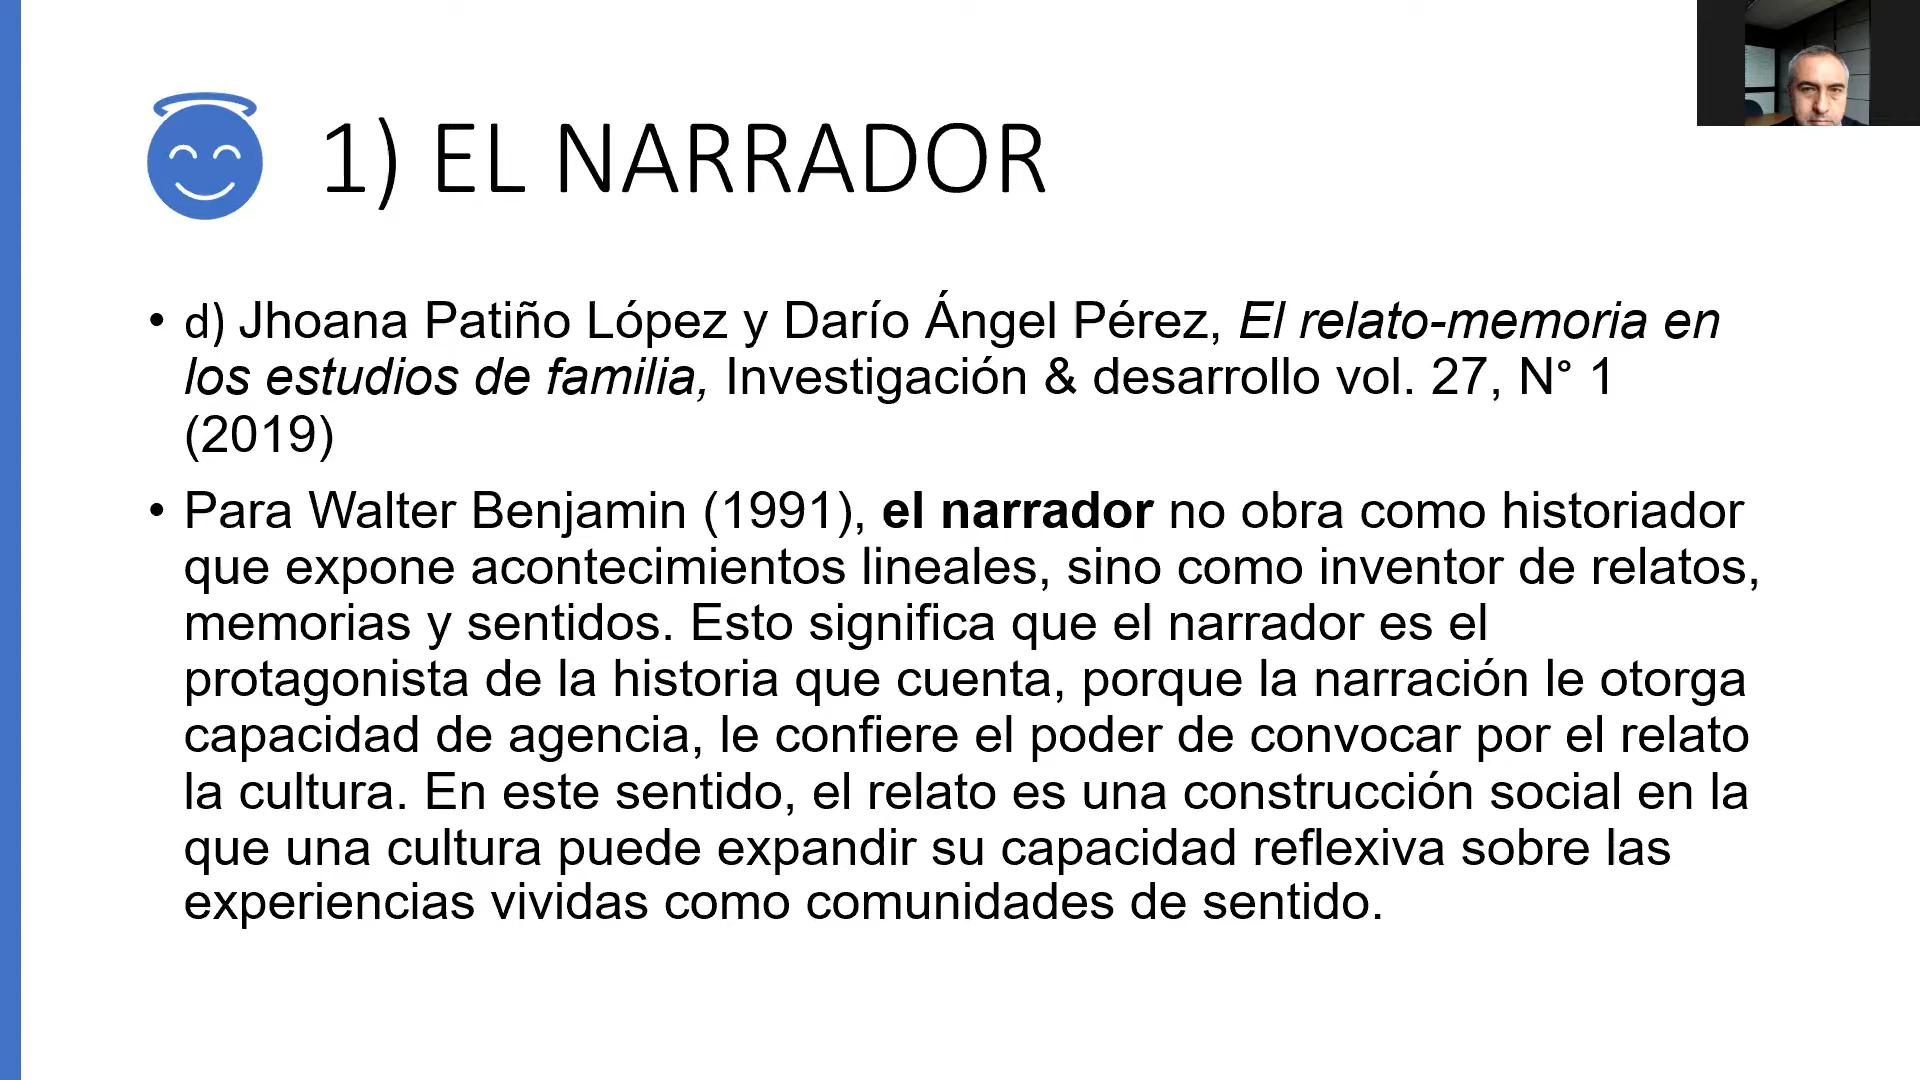 1) EL NARRADOR
• d) Jhoana Patiño López y Darío Ángel Pérez, El relato-memoria en
los estudios de familia, Investigación & desarrollo vol. 27, N° 1
(2019)
• Para Walter Benjamin (1991), el narrador no obra como historiador
que expone acontecimientos lineales, sino como inventor de relatos,
memorias y sentidos. Esto significa que el narrador es el
protagonista de la historia que cuenta, porque la narración le otorga
capacidad de agencia, le confiere el poder de convocar por el relato
la cultura. En este sentido, el relato es una construcción social en la
que una cultura puede expandir su capacidad reflexiva sobre las
experiencias vividas como comunidades de sentido.